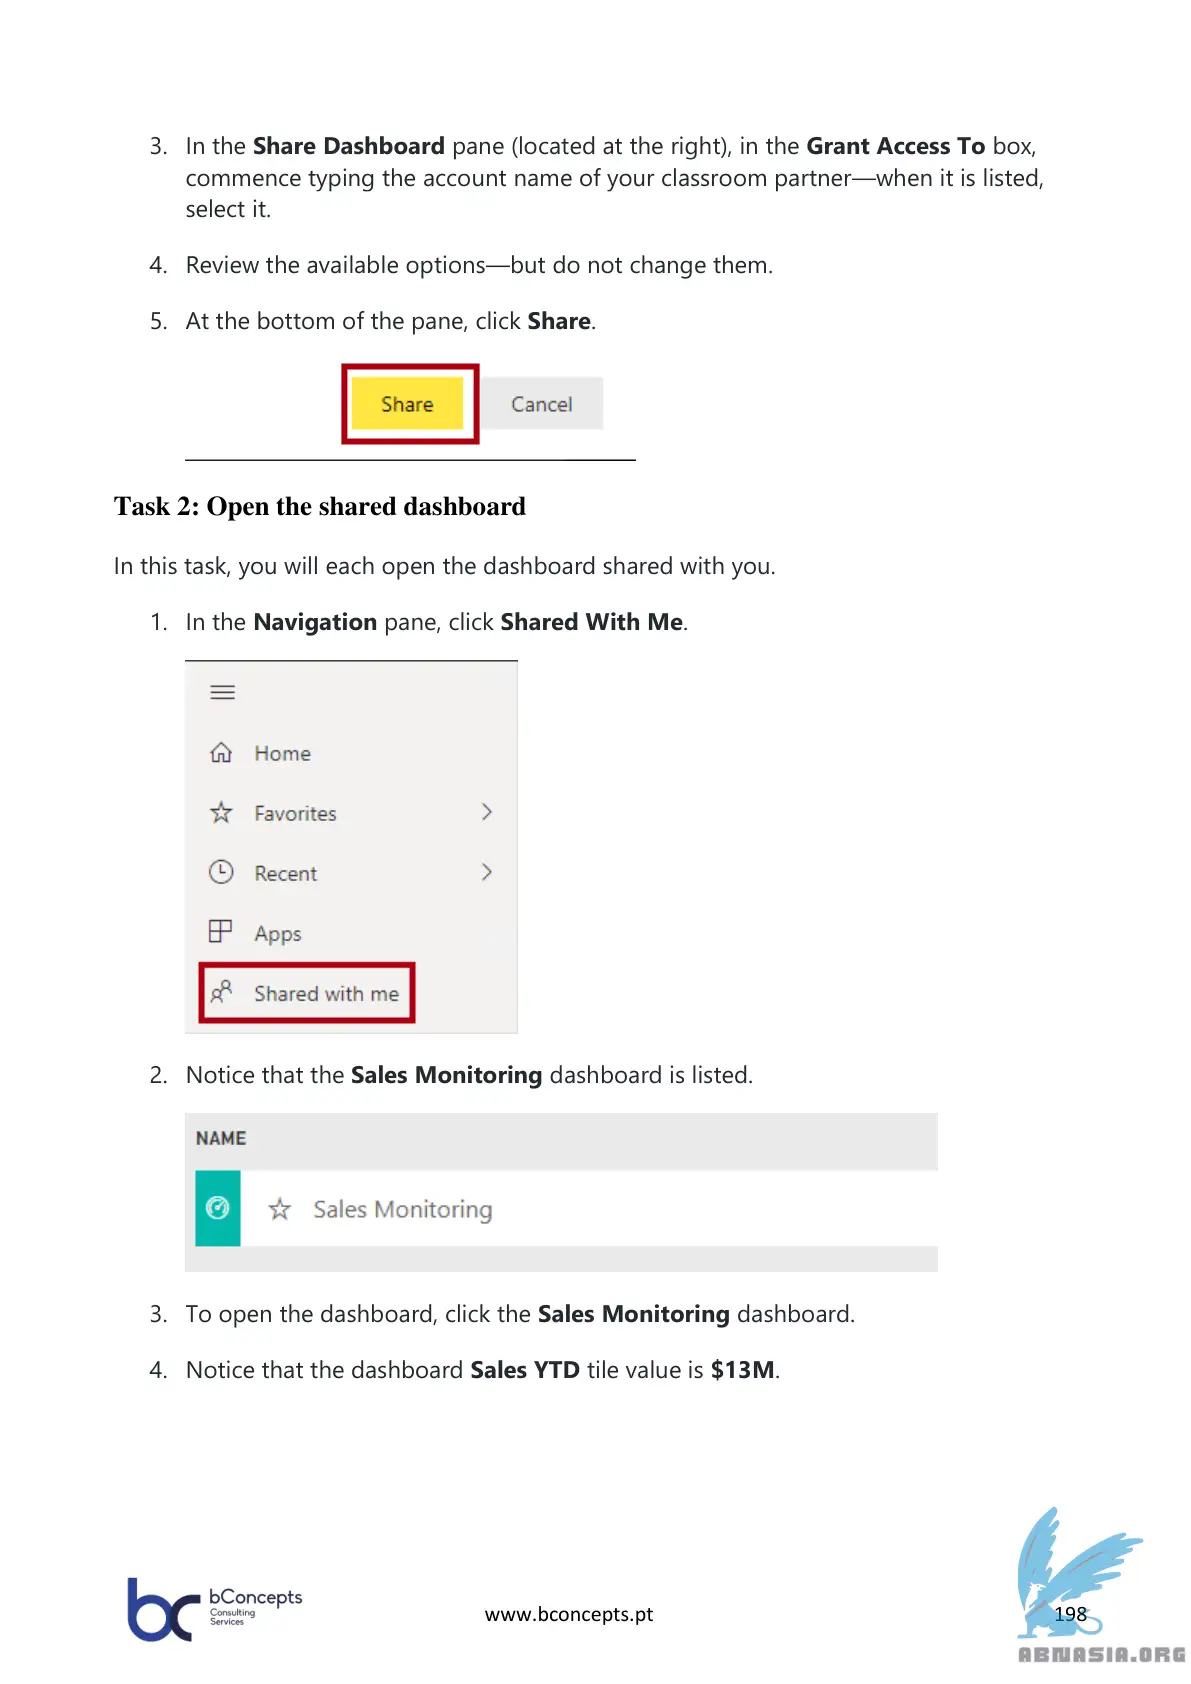 3. In the Share Dashboard pane (located at the right), in the Grant Access To box,
commence typing the account name of your classroom partner—when it is listed,
select it.
4. Review the available options—but do not change them.
5. At the bottom of the pane, click Share.
Share Cancel
Task 2: Open the shared dashboard
In this task, you will each open the dashboard shared with you.
1. In the Navigation pane, click Shared With Me.
Home
Favorites
Recent
Apps
Shared with me
2. Notice that the Sales Monitoring dashboard is listed.
NAME
Sales Monitoring
3. To open the dashboard, click the Sales Monitoring dashboard.
4. Notice that the dashboard Sales YTD tile value is $13M.
bc bConcepts
Consulting
Services
www.bconcepts.pt
198
ABNASIA.ORG